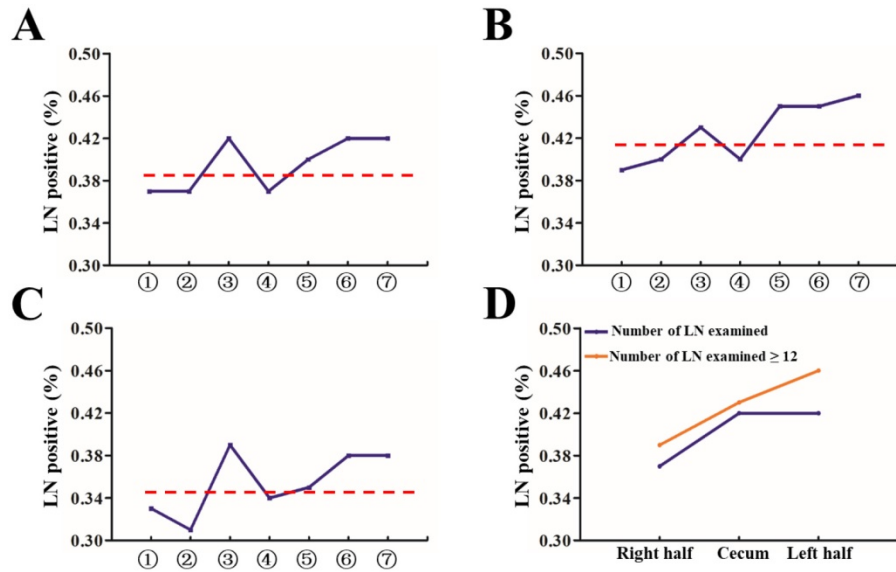 A
LN positive (%)
0.50
0.46
0.42
0.38
0.34
0.30
① ② ③ ④ ⑤ ⑥ ⑦
B
LN positive (%)
0.50
0.46
0.42
0.38
0.34
0.30
① ② ③ ④ ⑤ ⑥ ⑦
C
LN positive (%)
0.50
0.46
0.42
0.38
0.34
0.30
① ② ③ ④ ⑤ ⑥ ⑦
D
LN positive (%)
0.50
0.46
0.42
0.38
0.34
0.30
Number of LN examined
Number of LN examined ≥ 12
Right half Cecum Left half